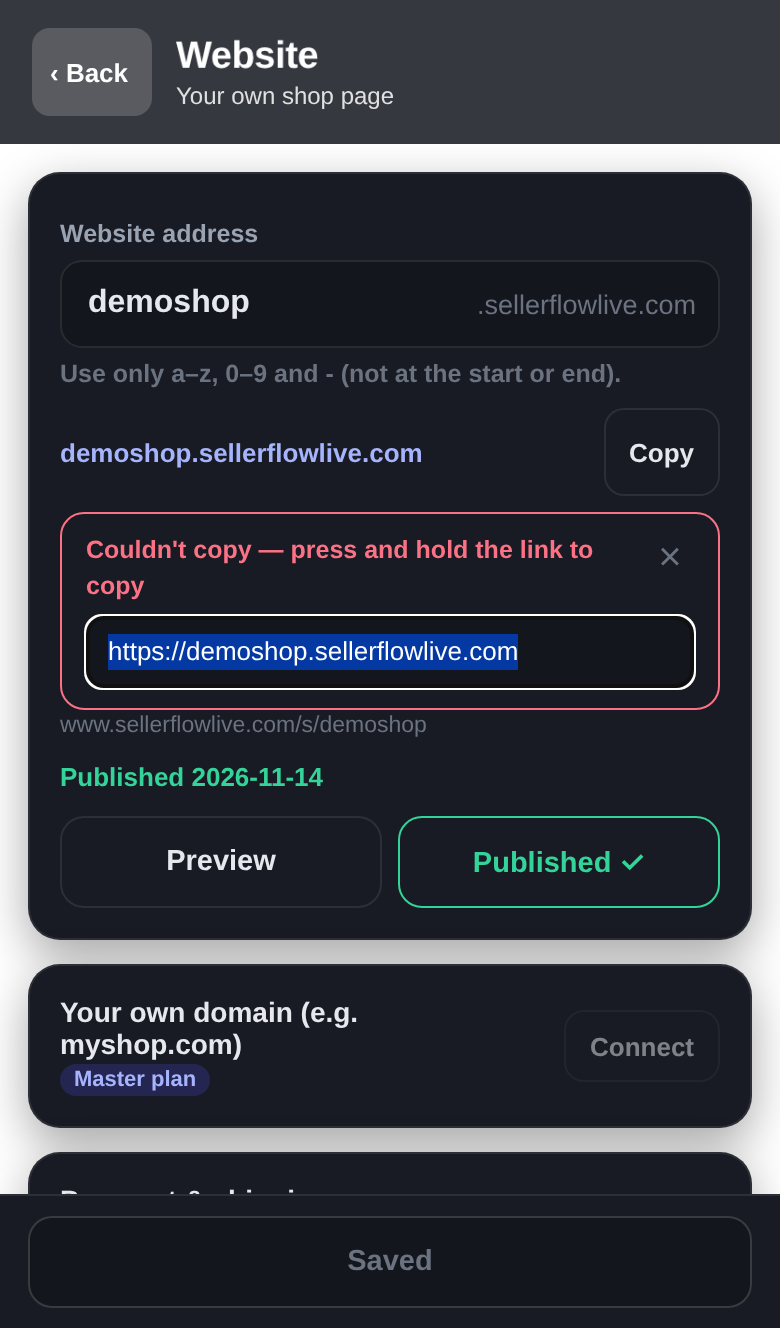 ‹ Back
Website
Your own shop page
Website address
demoshop
.sellerflowlive.com
Use only a–z, 0–9 and - (not at the start or end).
demoshop.sellerflowlive.com
Copy
Couldn't copy — press and hold the link to
copy
×
https://demoshop.sellerflowlive.com
www.sellerflowlive.com/s/demoshop
Published 2026-11-14
Preview
Published ✓
Your own domain (e.g.
myshop.com)
Master plan
Connect
Saved